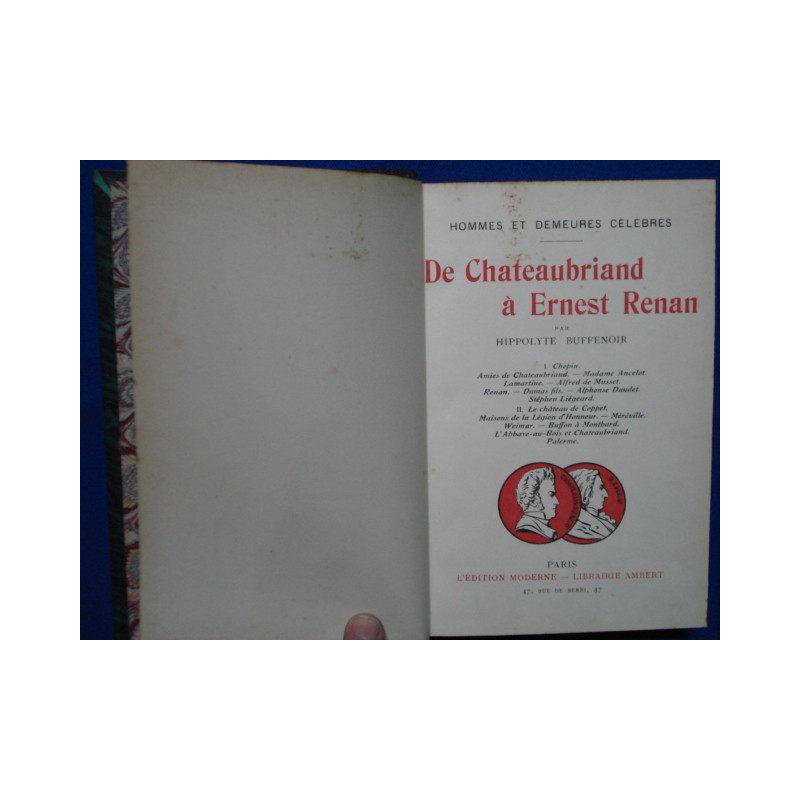 HOMMES ET DEMEURES CÉLÈBRES
De Chateaubriand
à Ernest Renan
PAR
HIPPOLYTE BUFFENOIR
I. Chopin.
Amies de Chateaubriand. — Madame Ancelot
Lamartine. — Alfred de Musset.
Renan. — Dumas fils. — Alphonse Daudet.
Stéphen Liégeard.
II. Le château de Coppet.
Maisons de la Légion d'Honneur. — Méréville.
Weimar. — Buffon à Montbard.
L'Abbaye-au-Bois et Chateaubriand.
Palerme.
CHATEAUBRIAND
RENAN
PARIS
L'ÉDITION MODERNE — LIBRAIRIE AMBERT
47, RUE DE BERRI, 47